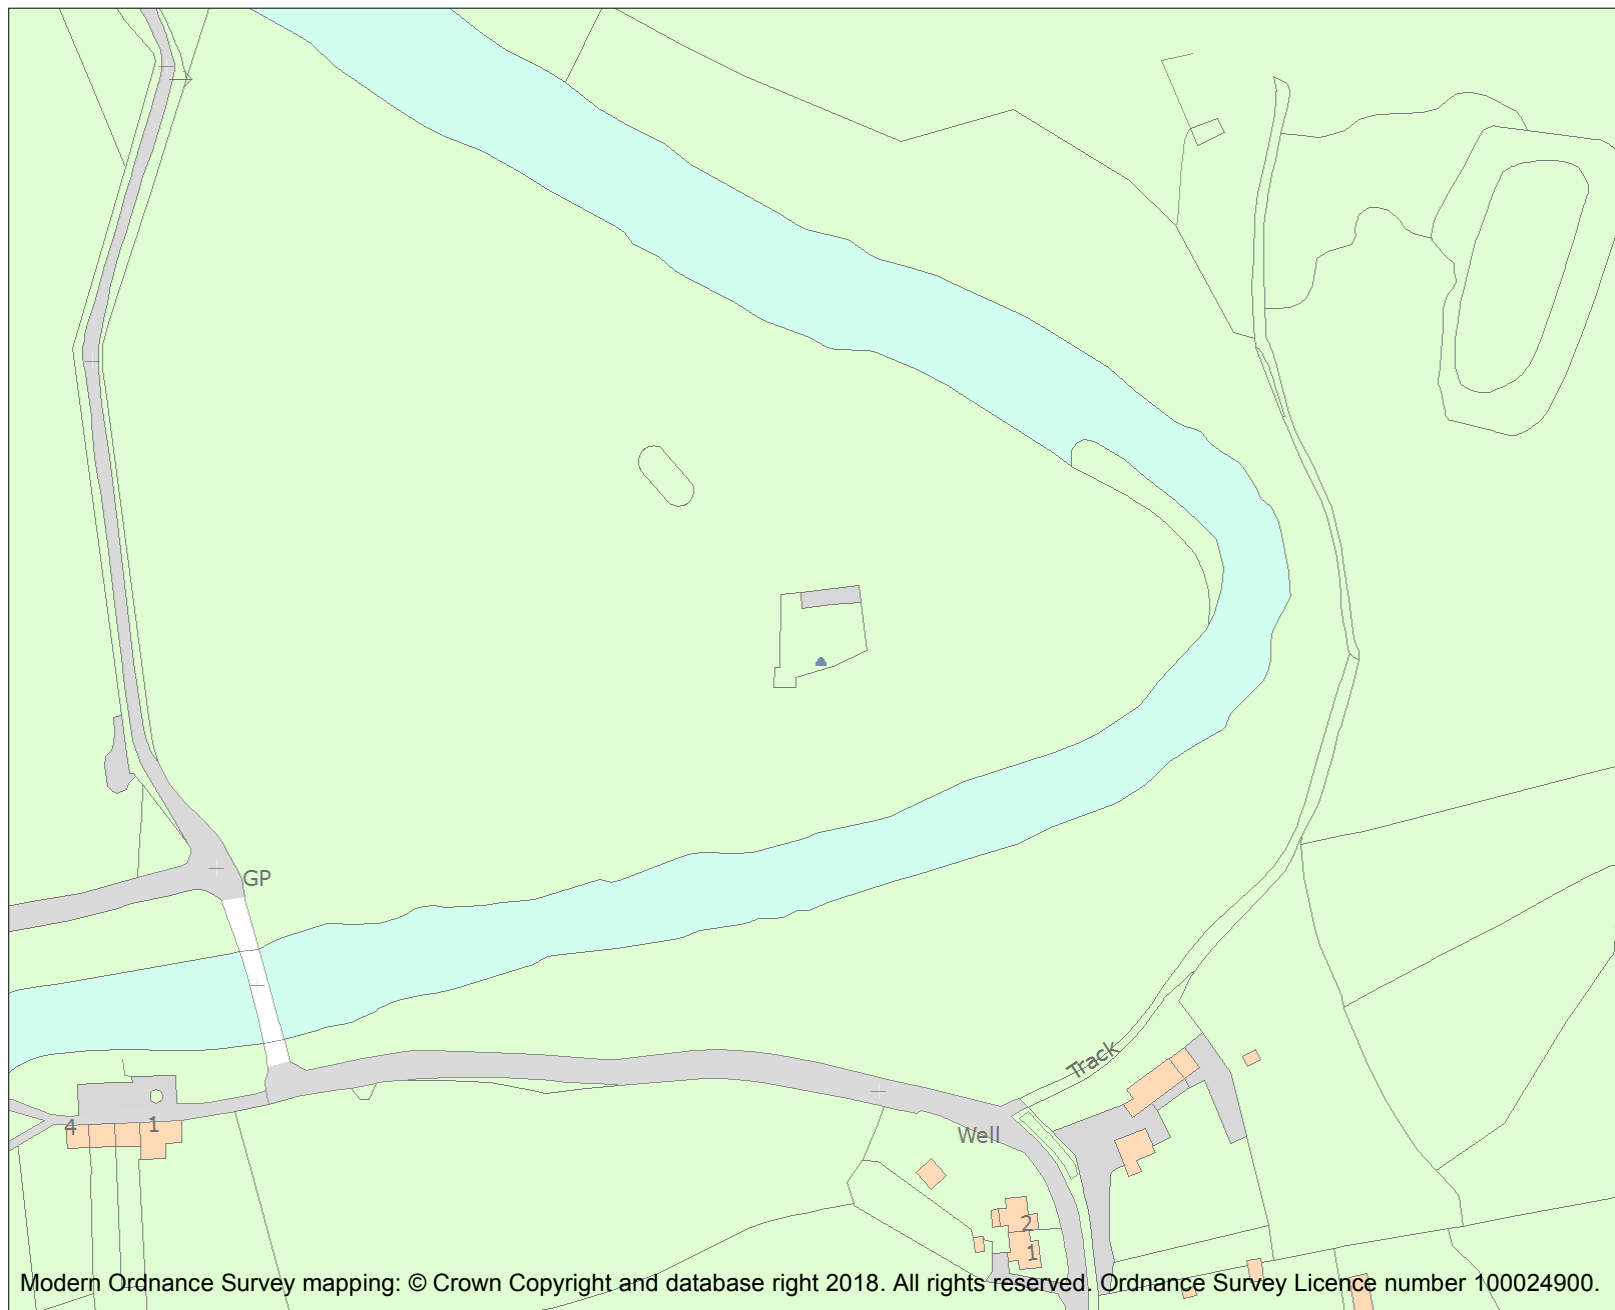 GP
Track
4
1
Well
2
1
Modern Ordnance Survey mapping: © Crown Copyright and database right 2018. All rights reserved. Ordnance Survey Licence number 100024900.